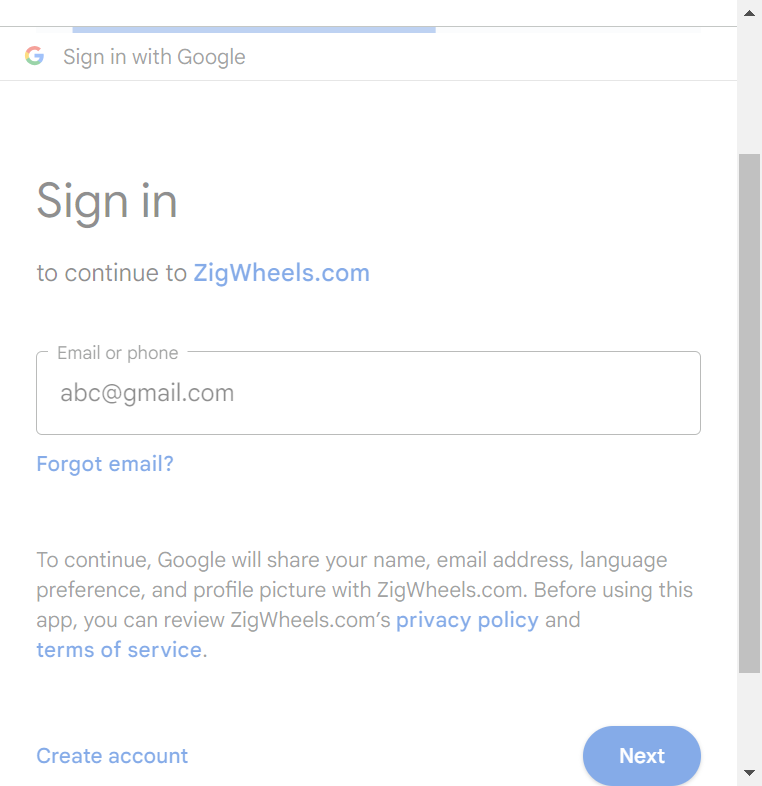 Sign in with Google
Sign in
to continue to ZigWheels.com
Email or phone
abc@gmail.com
Forgot email?
To continue, Google will share your name, email address, language
preference, and profile picture with ZigWheels.com. Before using this
app, you can review ZigWheels.com’s privacy policy and
terms of service.
Create account
Next